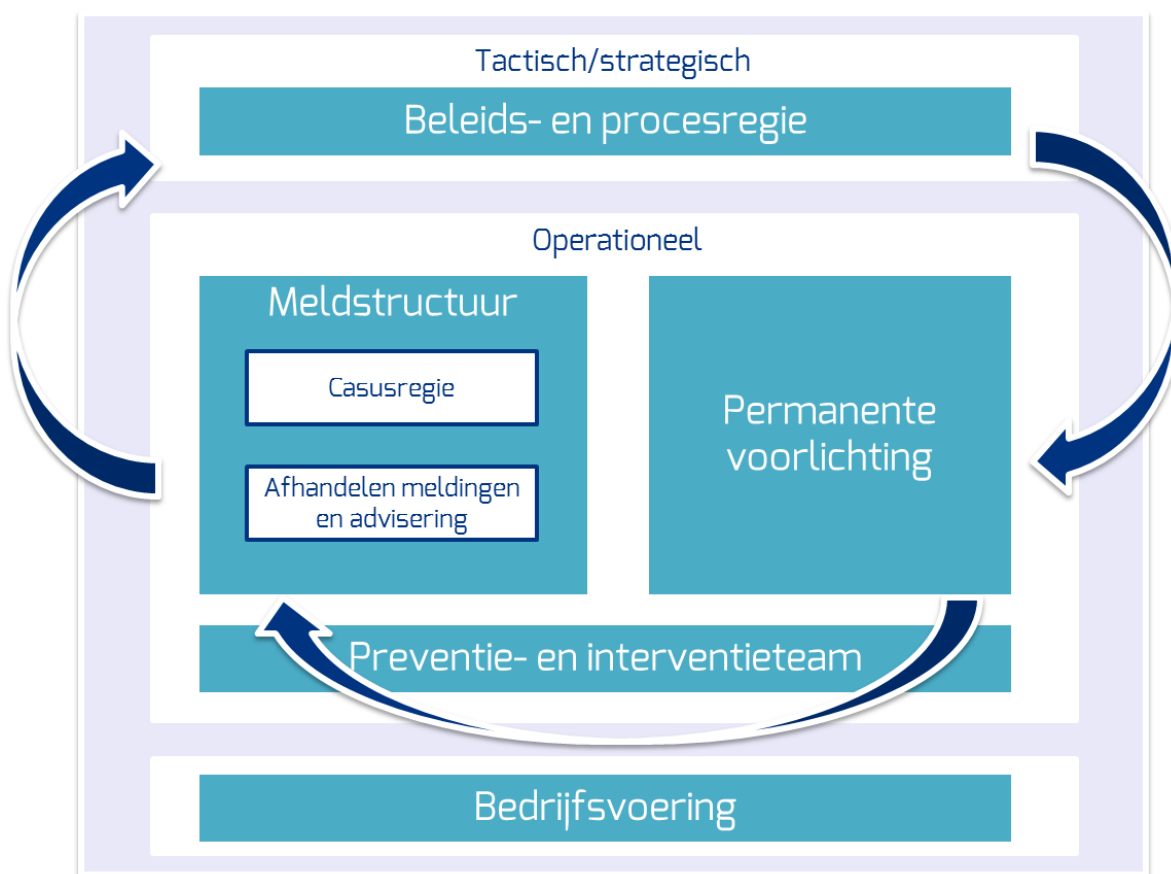 Tactisch/strategisch
Beleids- en procesregie
Operationeel
Meldstructuur
Casusregie
Afhandelen meldingen
en advisering
Permanente
voorlichting
Preventie- en interventieteam
Bedrijfsvoering